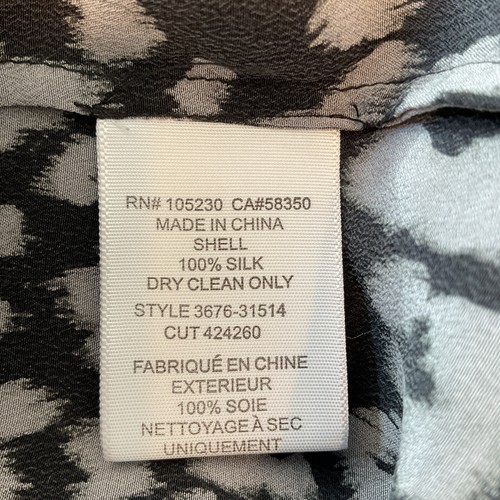 RN# 105230 CA#58350
MADE IN CHINA
SHELL
100% SILK
DRY CLEAN ONLY
STYLE 3676-31514
CUT 424260
FABRIQUÉ EN CHINE
EXTERIEUR
100% SOIE
NETTOYAGE À SEC
UNIQUEMENT